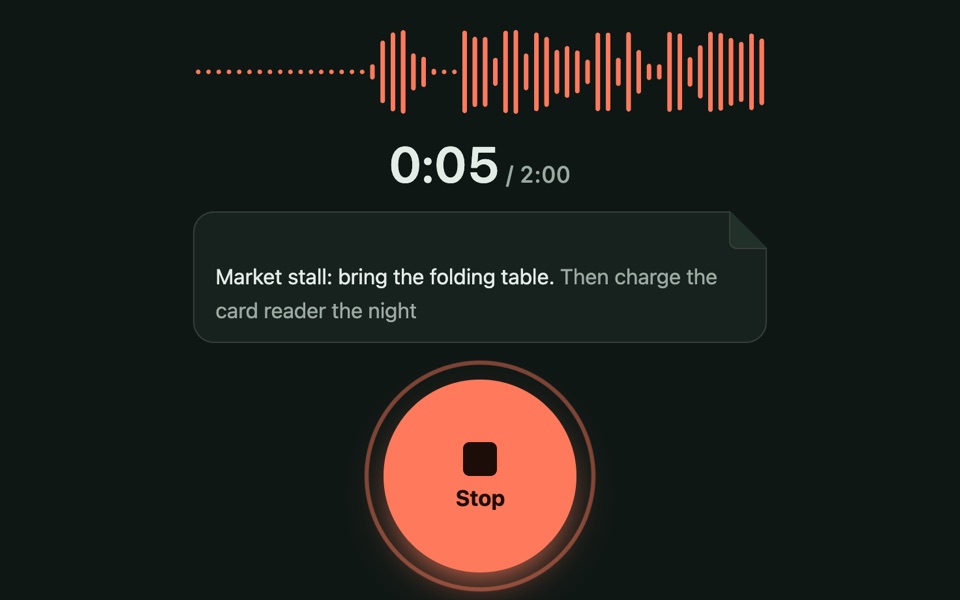 0:05 / 2:00
Market stall: bring the folding table. Then charge the
card reader the night
Stop